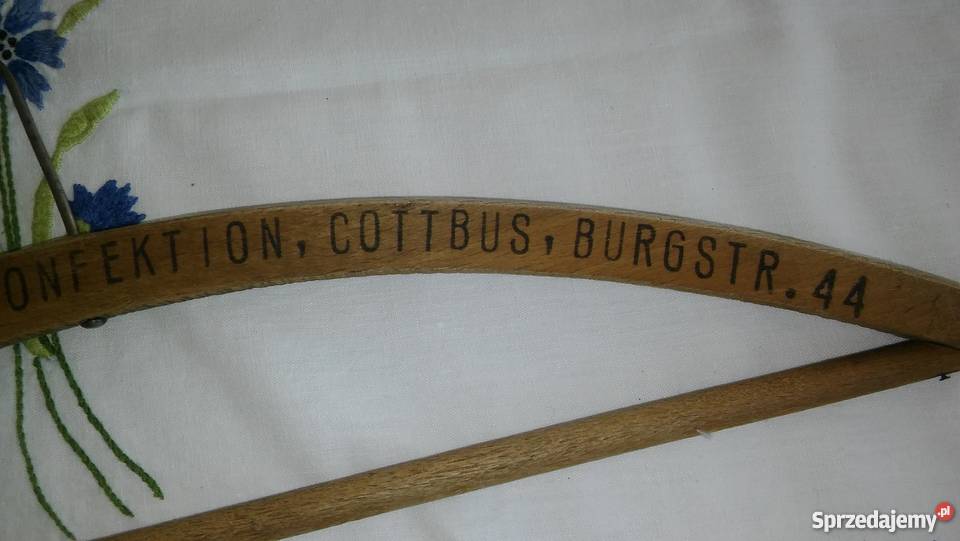 ONFEKTION, COTTBUS, BURGSTR. 44
Sprzedajemy.pl